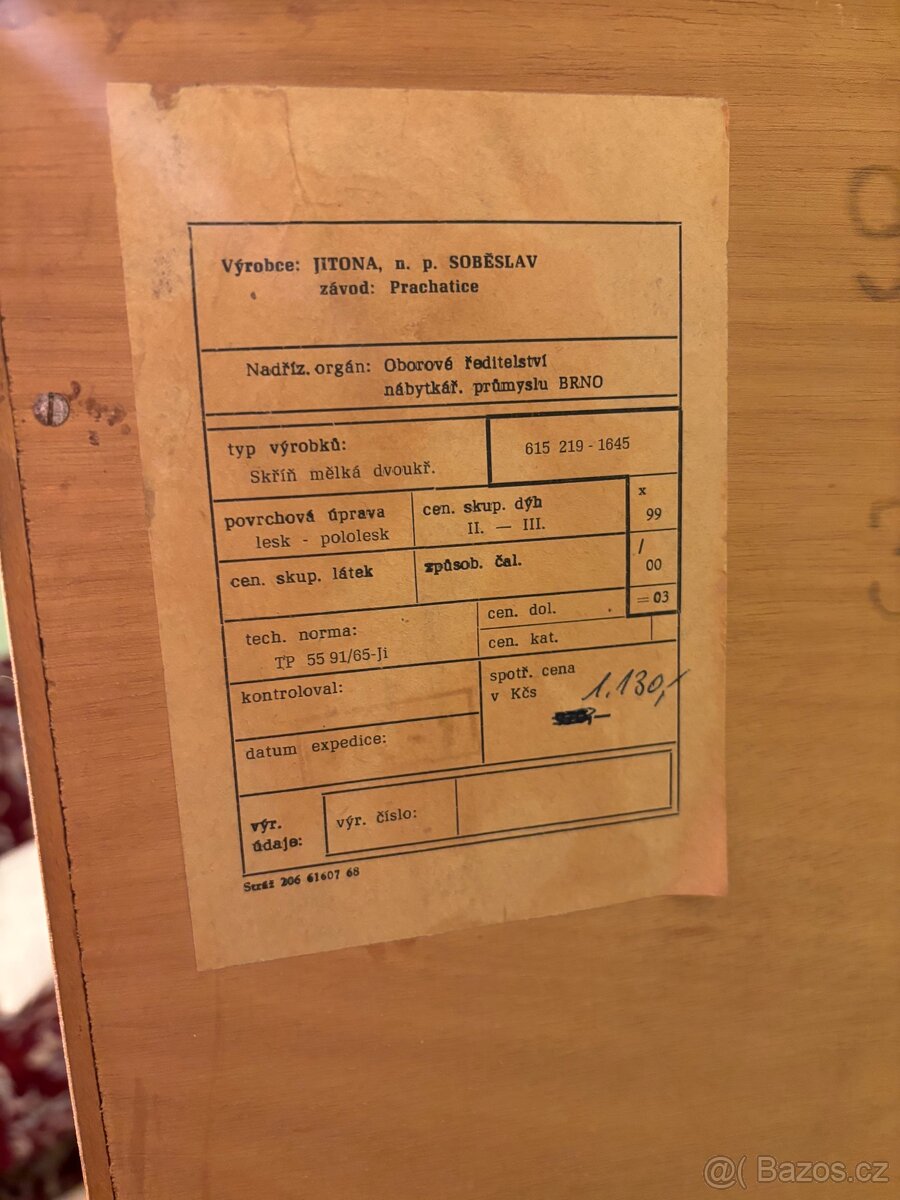 Výrobce: JITONA, n. p. SOBĚSLAV
závod: Prachatice
Nadříz. orgán: Oborové ředitelství
nábytkář. průmyslu BRNO
typ výrobků:
Skříň mělká dvoukř.
615 219 - 1645
povrchová úprava
lesk - pololesk
cen. skup. dýh
II. — III.
x
99
cen. skup. látek
způsob. čal.
/
00
= 03
tech. norma:
TP 55 91/65-Ji
cen. dol.
cen. kat.
kontroloval:
spotř. cena
v Kčs
1.130,-
datum expedice:
výr.
údaje:
výr. číslo:
Stráž 206 61607 68
@( Bazos.cz